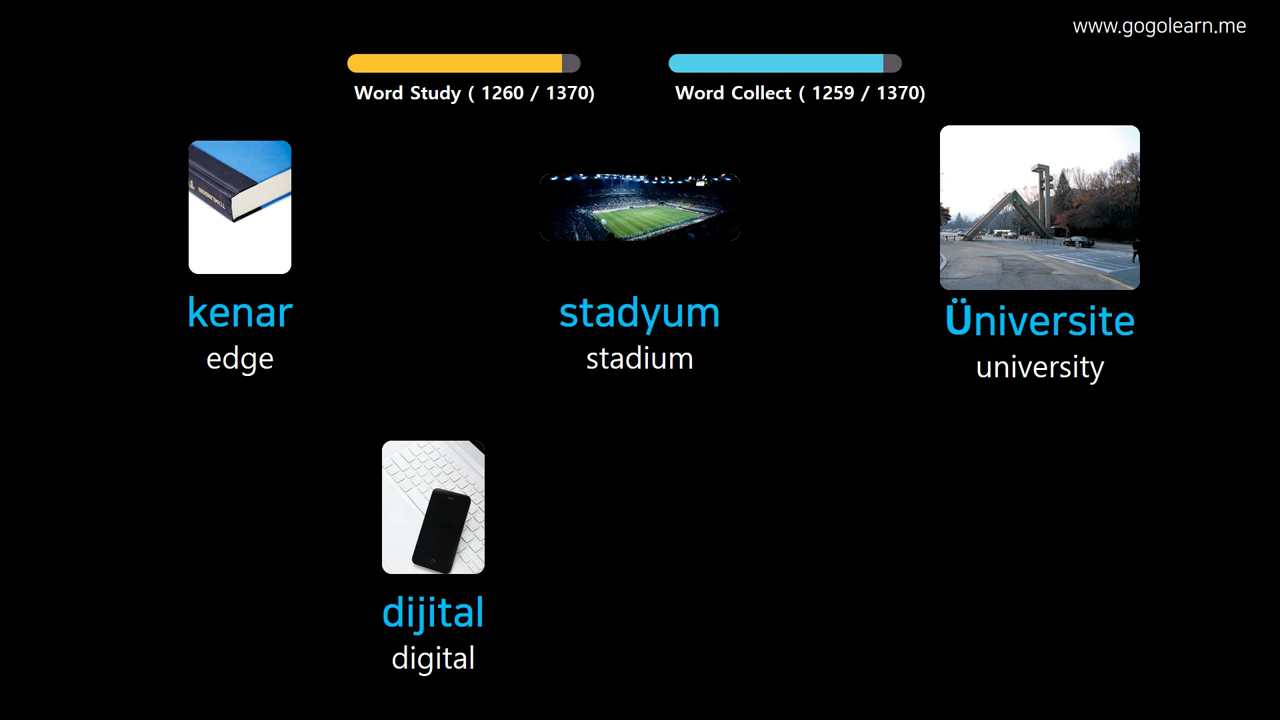 www.gogolearn.me
Word Study ( 1260 / 1370)
Word Collect ( 1259 / 1370)
kenar
edge
stadyum
stadium
Üniversite
university
dijital
digital